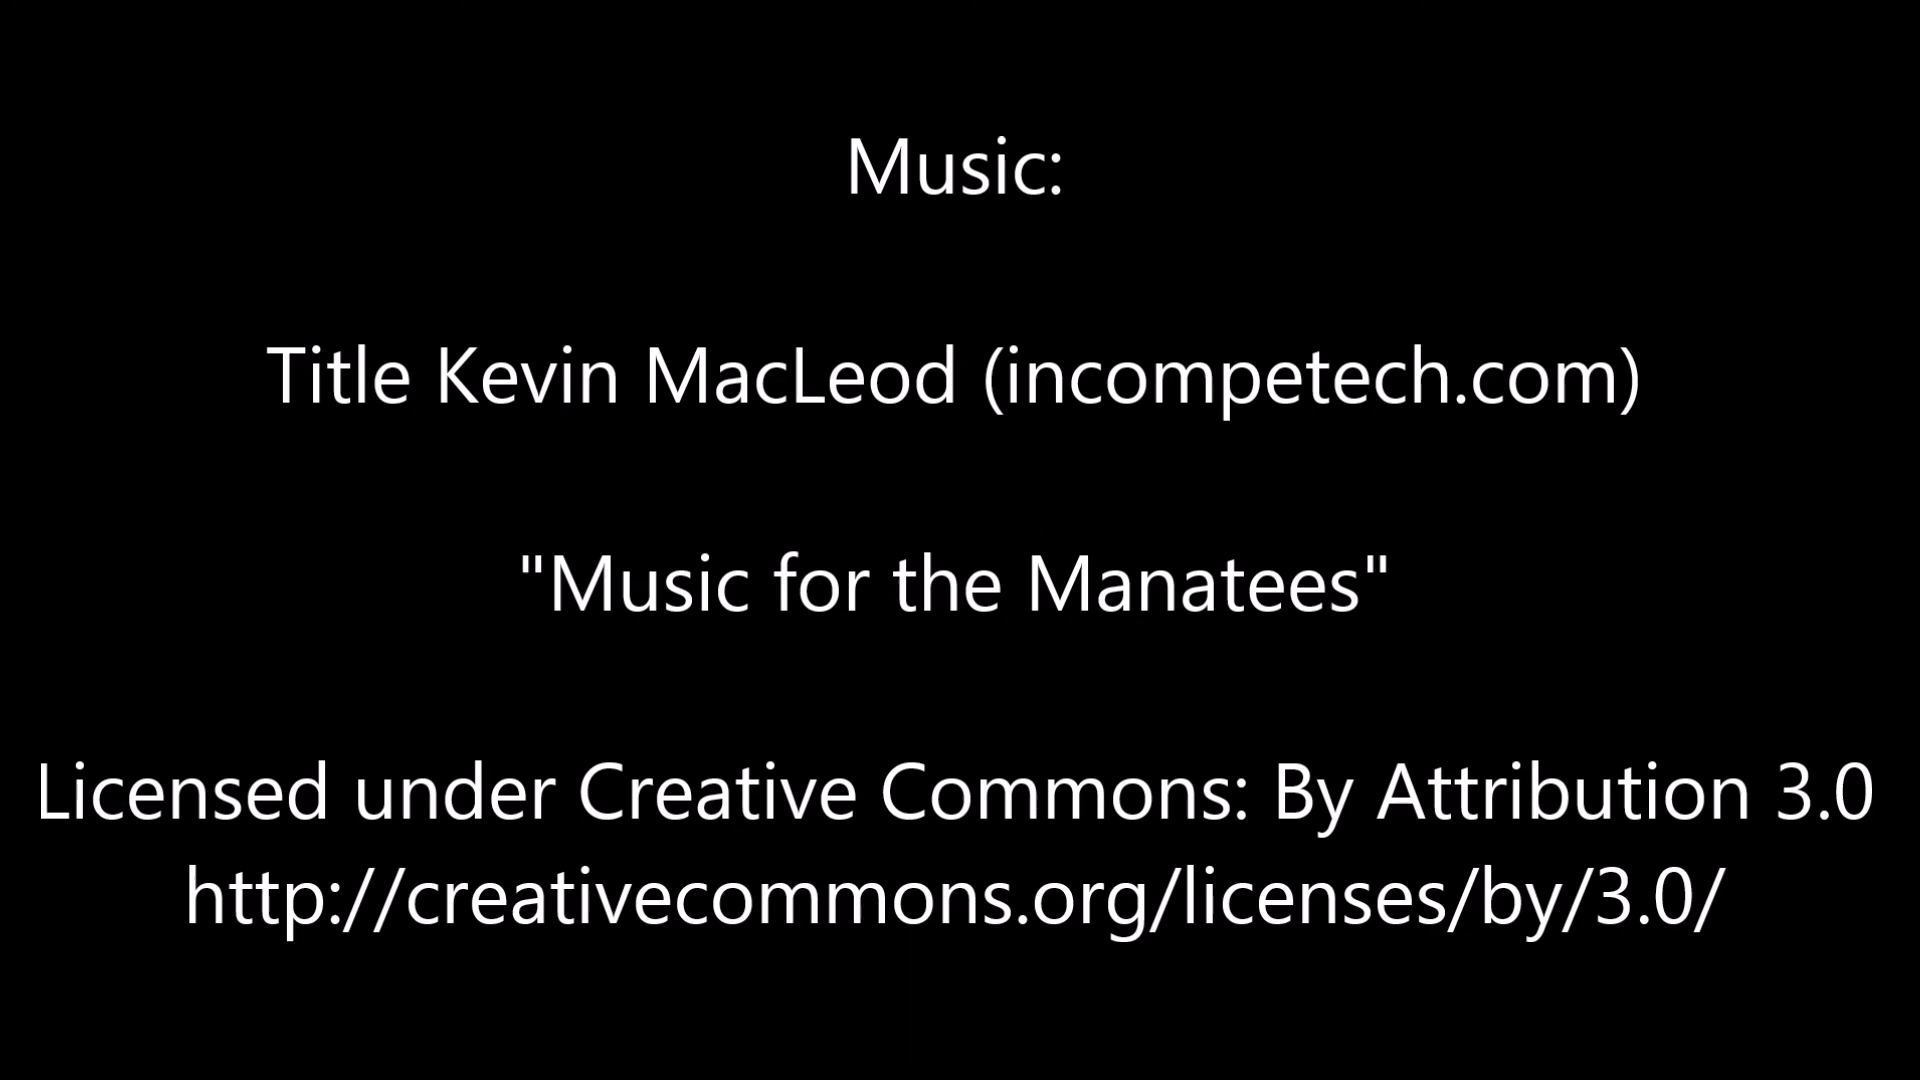 Music:
Title Kevin MacLeod (incompetech.com)
"Music for the Manatees"
Licensed under Creative Commons: By Attribution 3.0
http://creativecommons.org/licenses/by/3.0/